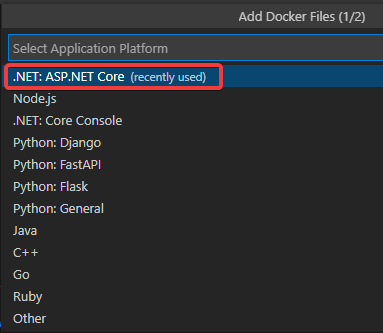 Add Docker Files (1/2)
Select Application Platform
.NET: ASP.NET Core (recently used)
Node.js
.NET: Core Console
Python: Django
Python: FastAPI
Python: Flask
Python: General
Java
C++
Go
Ruby
Other